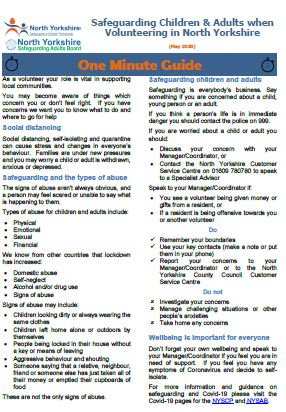 North Yorkshire
Safeguarding Children Partnership
North Yorkshire
Safeguarding Adults Board
Safeguarding Children & Adults when
Volunteering in North Yorkshire
(May 2020)
One Minute Guide
As a volunteer your role is vital in supporting
local communities.
You may become aware of things which
concern you or don't feel right. If you have
concerns we want you to know what to do and
where to go for help
Social distancing
Social distancing, self-isolating and quarantine
can cause stress and changes in everyone's
behaviour. Families are under new pressures
and you may worry a child or adult is withdrawn,
anxious or depressed.
Safeguarding and the types of abuse
The signs of abuse aren't always obvious, and
a person may feel scared or unable to say what
is happening to them.
Types of abuse for children and adults include:
• Physical
• Emotional
• Sexual
• Financial
We know from other countries that lockdown
has increased:
• Domestic abuse
• Self-neglect
• Alcohol and/or drug use
• Signs of abuse
Signs of abuse may include:
• Children looking dirty or always wearing the
same clothes
• Children left home alone or outdoors by
themselves
• People being locked in their house without
a key or means of leaving
• Aggressive behaviour and shouting
• Someone saying that a relative, neighbour,
friend or someone else has just taken all of
their money or emptied their cupboards of
food
These are not the only signs of abuse.
Safeguarding children and adults
Safeguarding is everybody's business. Say
something if you are concerned about a child,
young person or an adult.
If you think a person's life is in immediate
danger you should contact the police on 999.
If you are worried about a child or adult you
should:
• Discuss your concern with your
Manager/Coordinator, or
• Contact the North Yorkshire Customer
Service Centre on 01609 780780 to speak
to a Specialist Advisor
Speak to your Manager/Coordinator if:
• You see a volunteer being given money or
gifts from a resident, or
• If a resident is being offensive towards you
or another volunteer
Do
✓ Remember your boundaries
✓ Use your key contacts (make a note or put
them in your phone)
✓ Report your concerns to your
Manager/Coordinator or to the North
Yorkshire County Council Customer
Service Centre
Do not
x Investigate your concerns
x Manage challenging situations or other
people's anxieties
x Take home any concerns
Wellbeing is important for everyone
Don't forget your own wellbeing and speak to
your Manager/Coordinator if you feel you are in
need of support. If you feel you have any
symptoms of Coronavirus and decide to self-
isolate.
For more information and guidance on
safeguarding and Covid-19 please visit the
Covid-19 pages for NYSCP and NYSAB.